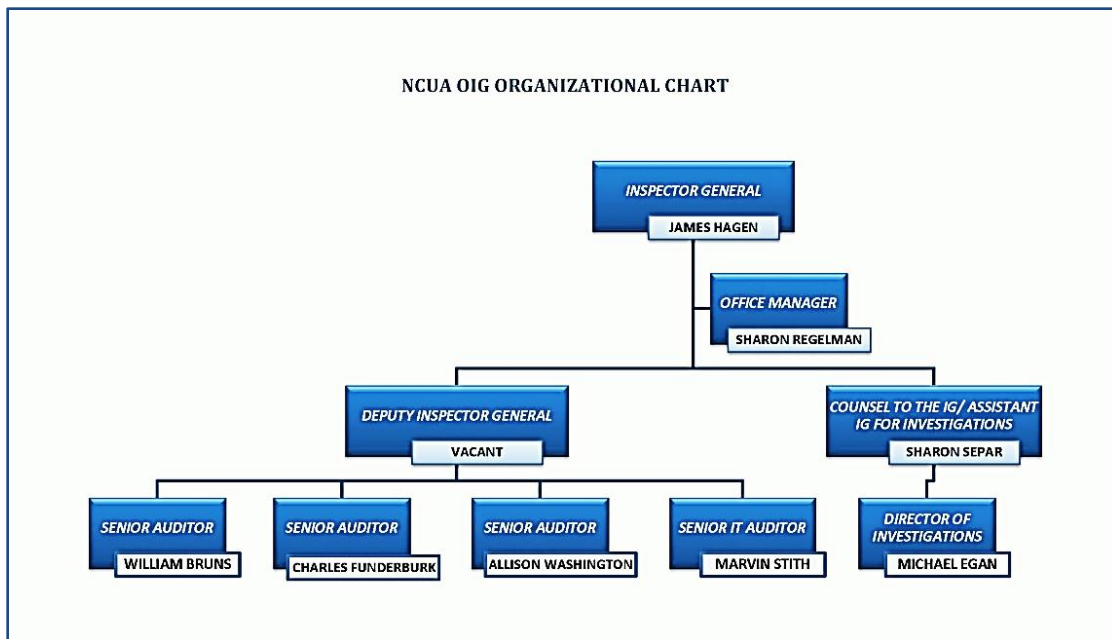 NCUA OIG ORGANIZATIONAL CHART
INSPECTOR GENERAL
JAMES HAGEN
OFFICE MANAGER
SHARON REGELMAN
DEPUTY INSPECTOR GENERAL
VACANT
COUNSEL TO THE IG/ ASSISTANT
IG FOR INVESTIGATIONS
SHARON SEPAR
SENIOR AUDITOR
WILLIAM BRUNS
SENIOR AUDITOR
CHARLES FUNDERBURK
SENIOR AUDITOR
ALLISON WASHINGTON
SENIOR IT AUDITOR
MARVIN STITH
DIRECTOR OF
INVESTIGATIONS
MICHAEL EGAN